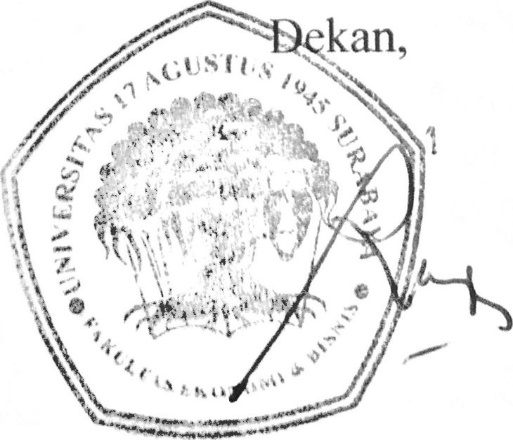 Dekan,
UNIVERSITAS 17 AGUSTUS 1945 SURABAYA
FAKULTAS EKONOMI & BISNIS